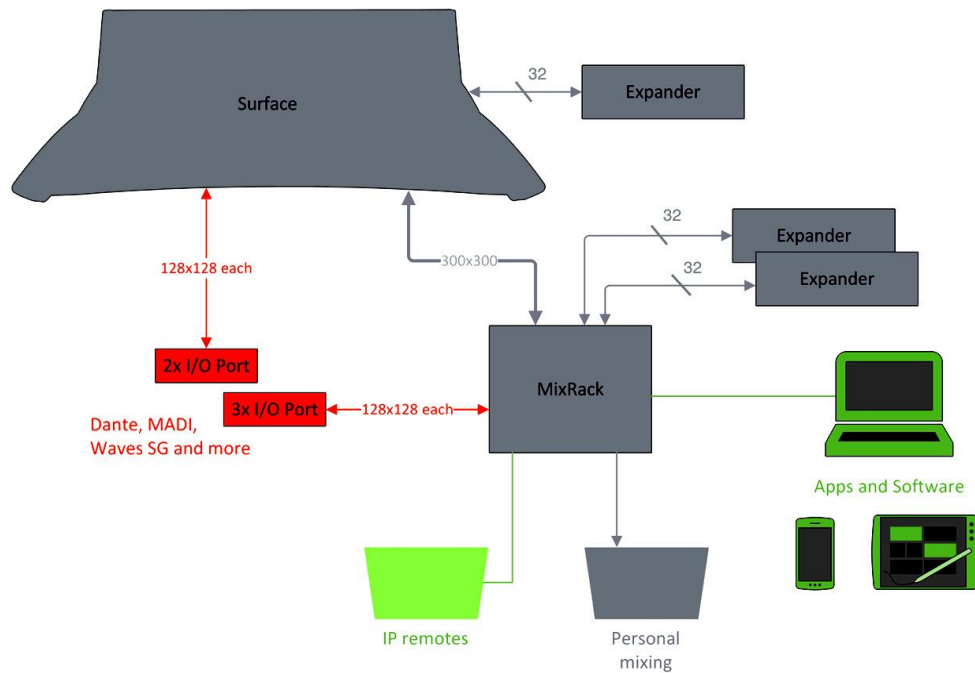 32
Surface
Expander
32
Expander
300x300
128x128 each
32
Expander
2x I/O Port
MixRack
3x I/O Port
128x128 each
Dante, MADI,
Waves SG and more
Apps and Software
IP remotes
Personal
mixing